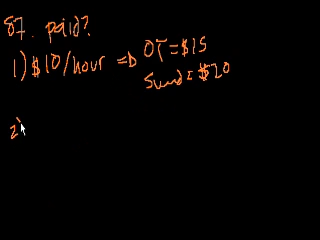 87. paid?
1) $10/hour => OT = $15
Sund = $20
2)